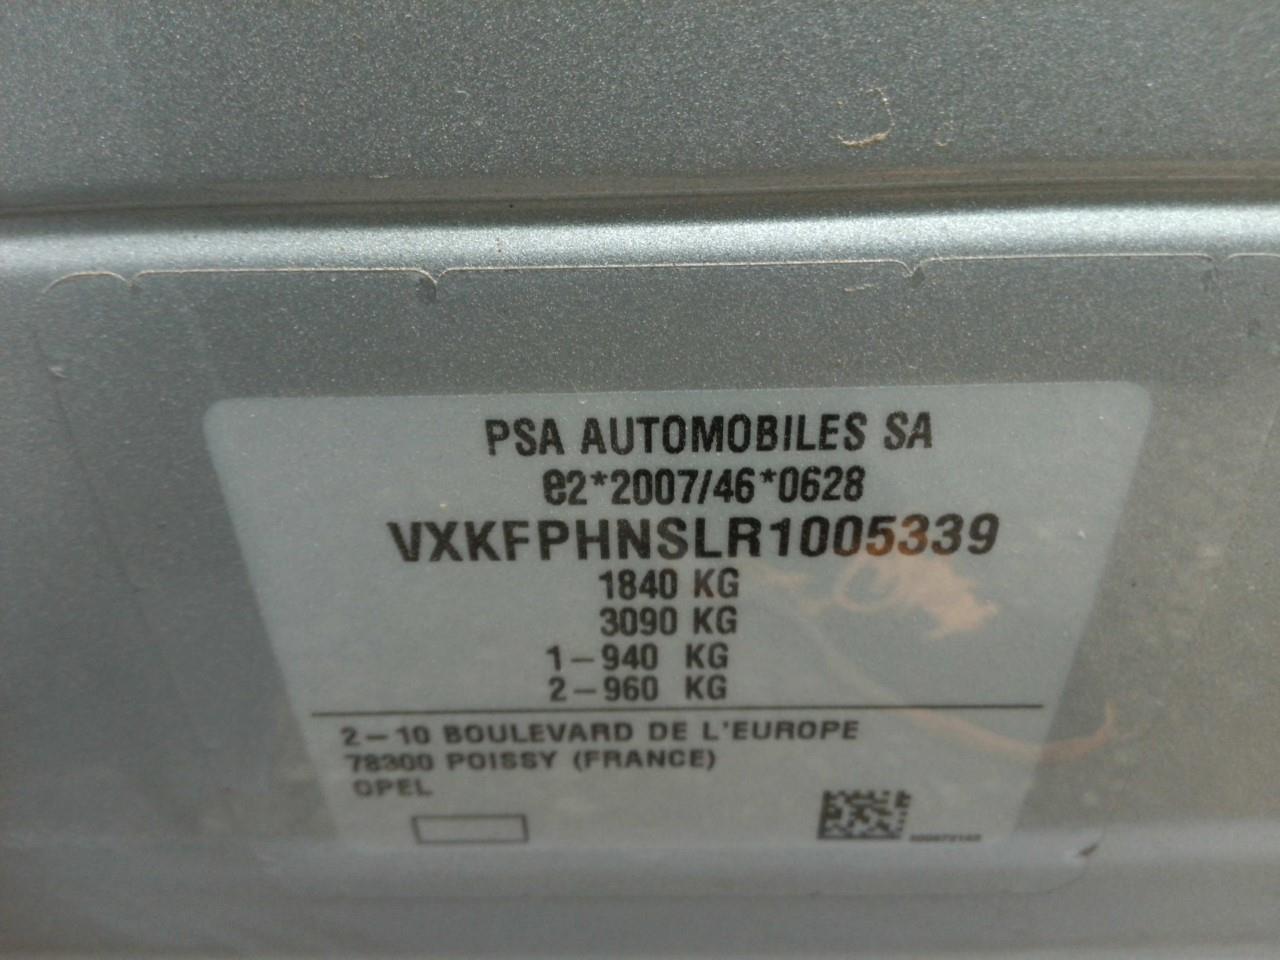 PSA AUTOMOBILES SA
e2*2007/46*0628
VXKFPHNSLR1005339
1840 KG
3090 KG
1-940 KG
2-960 KG
2-10 BOULEVARD DE L'EUROPE
78300 POISSY (FRANCE)
OPEL